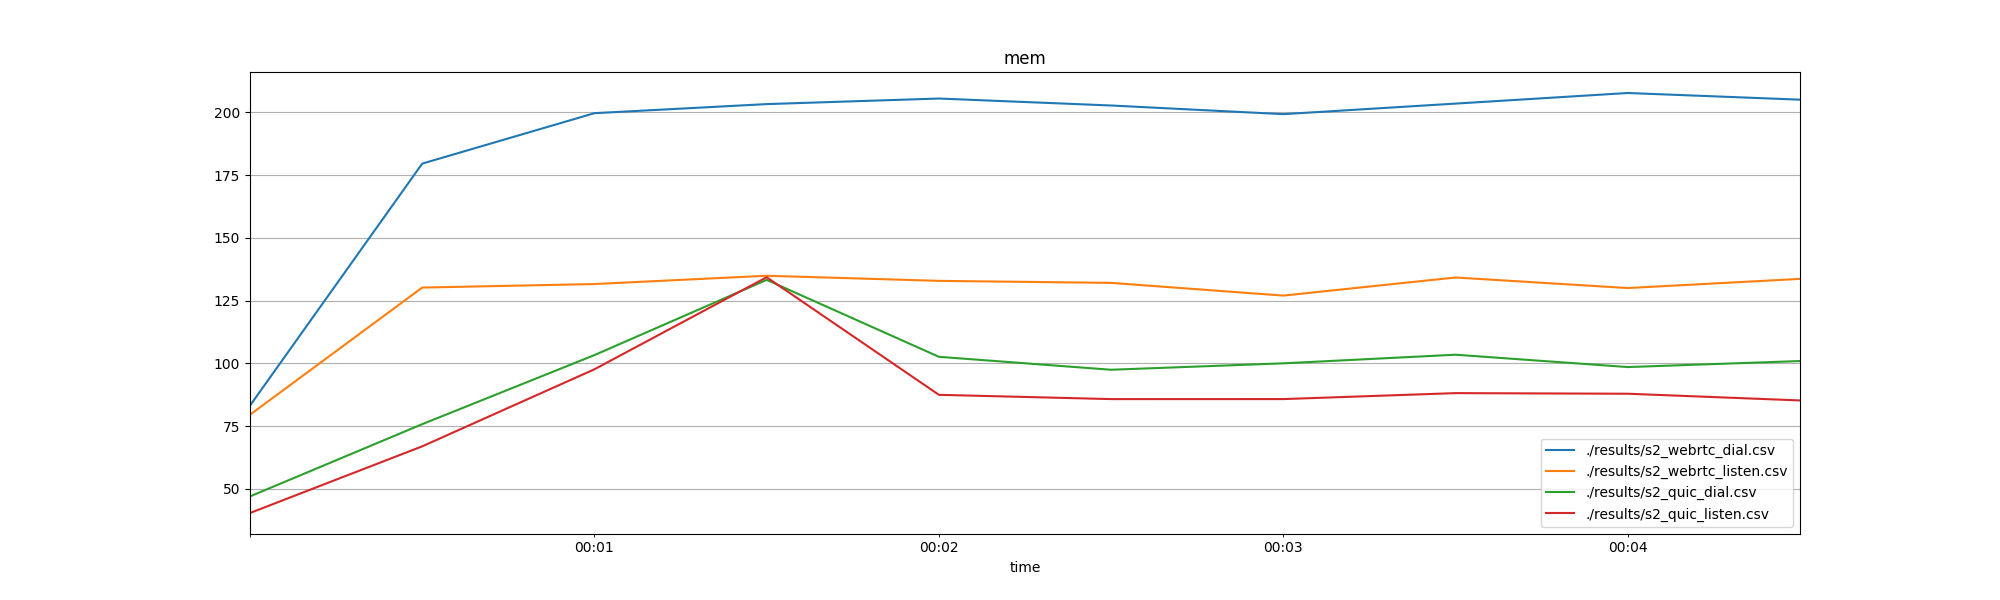 mem
200
175
150
125
100
75
50
./results/s2_webrtc_dial.csv
./results/s2_webrtc_listen.csv
./results/s2_quic_dial.csv
./results/s2_quic_listen.csv
00:01 00:02 00:03 00:04
time